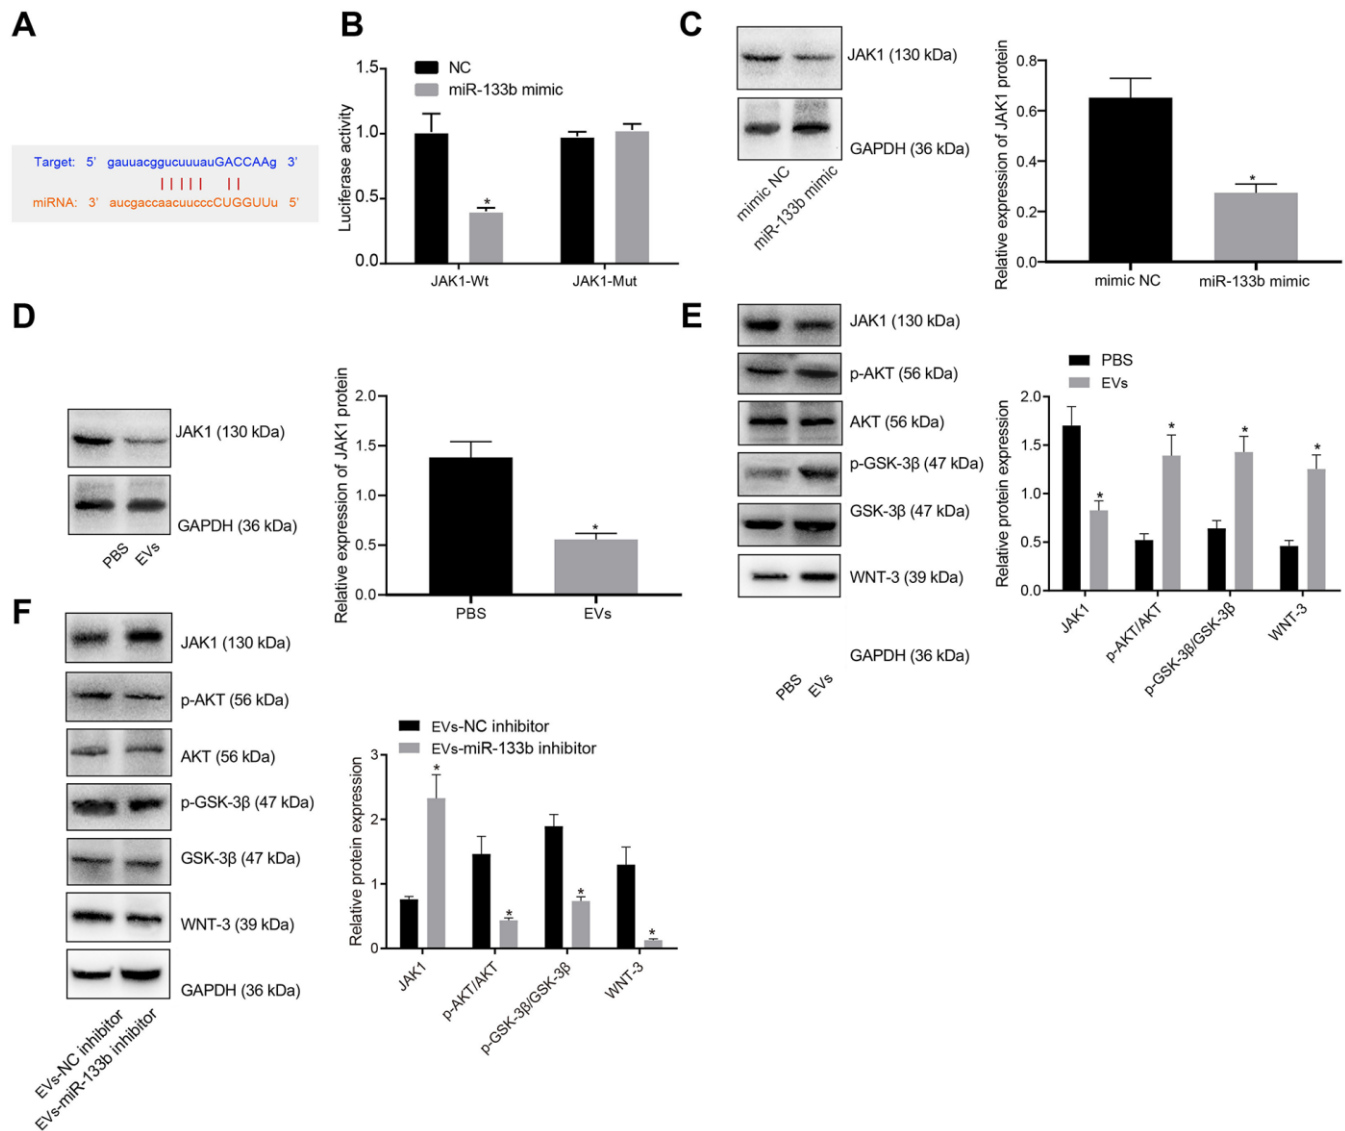 A
Target: 5' gauuacggucuuuauGACCAAg 3'
miRNA: 3' aucgaccaacuucccCUGGUUu 5'
B
NC
miR-133b mimic
Luciferase activity
1.5
1.0
0.5
0.0
*
JAK1-Wt
JAK1-Mut
C
JAK1 (130 kDa)
GAPDH (36 kDa)
mimic NC
miR-133b mimic
Relative expression of JAK1 protein
0.8
0.6
0.4
0.2
0.0
*
mimic NC
miR-133b mimic
D
JAK1 (130 kDa)
GAPDH (36 kDa)
PBS
EVs
Relative expression of JAK1 protein
2.0
1.5
1.0
0.5
0.0
*
PBS
EVs
E
JAK1 (130 kDa)
p-AKT (56 kDa)
AKT (56 kDa)
p-GSK-3β (47 kDa)
GSK-3β (47 kDa)
WNT-3 (39 kDa)
GAPDH (36 kDa)
PBS
EVs
PBS
EVs
Relative protein expression
2.0
1.5
1.0
0.5
0.0
*
*
*
*
JAK1
p-AKT/AKT
p-GSK-3β/GSK-3β
WNT-3
F
JAK1 (130 kDa)
p-AKT (56 kDa)
AKT (56 kDa)
p-GSK-3β (47 kDa)
GSK-3β (47 kDa)
WNT-3 (39 kDa)
GAPDH (36 kDa)
EVs-NC inhibitor
EVs-miR-133b inhibitor
EVs-NC inhibitor
EVs-miR-133b inhibitor
Relative protein expression
3
2
1
0
*
*
*
*
JAK1
p-AKT/AKT
p-GSK-3β/GSK-3β
WNT-3